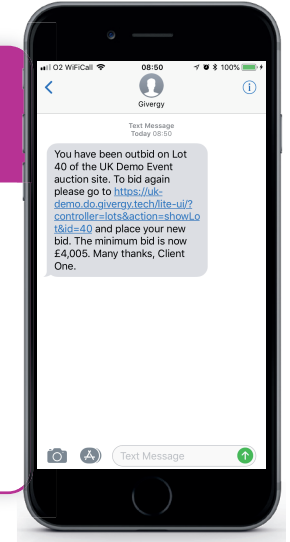 O2 WiFiCall 08:50 100%
Givergy
Text Message
Today 08:50
You have been outbid on Lot
40 of the UK Demo Event
auction site. To bid again
please go to https://uk-
demo.do.givergy.tech/lite-ui/?
controller=lots&action=showLo
t&id=40 and place your new
bid. The minimum bid is now
£4,005. Many thanks, Client
One.
Text Message